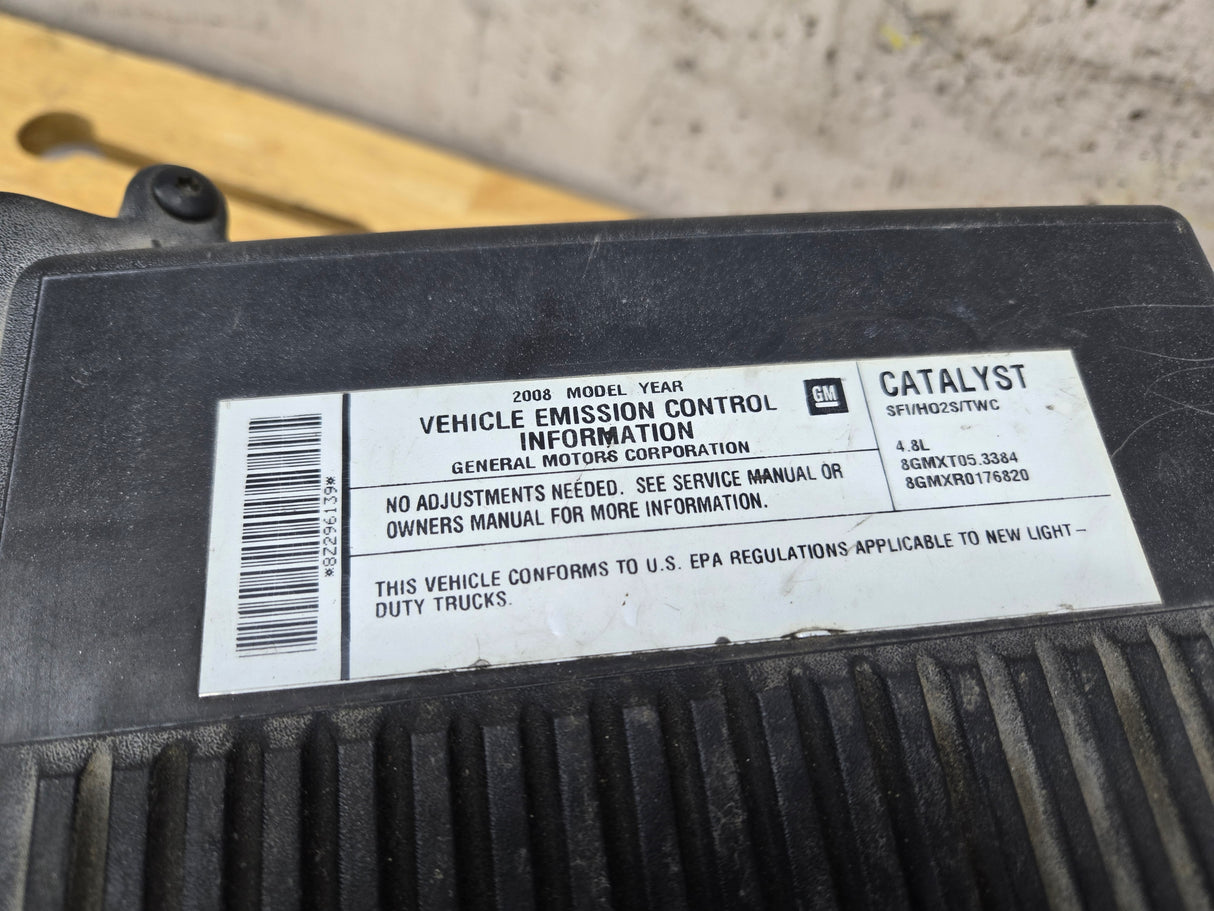 2008 MODEL YEAR
VEHICLE EMISSION CONTROL
INFORMATION
GENERAL MOTORS CORPORATION
GM
NO ADJUSTMENTS NEEDED. SEE SERVICE MANUAL OR
OWNERS MANUAL FOR MORE INFORMATION.
CATALYST
SFI/HO2S/TWC
4.8L
8GMXT05.3384
8GMXR0176820
THIS VEHICLE CONFORMS TO U.S. EPA REGULATIONS APPLICABLE TO NEW LIGHT-
DUTY TRUCKS.
*82296139*